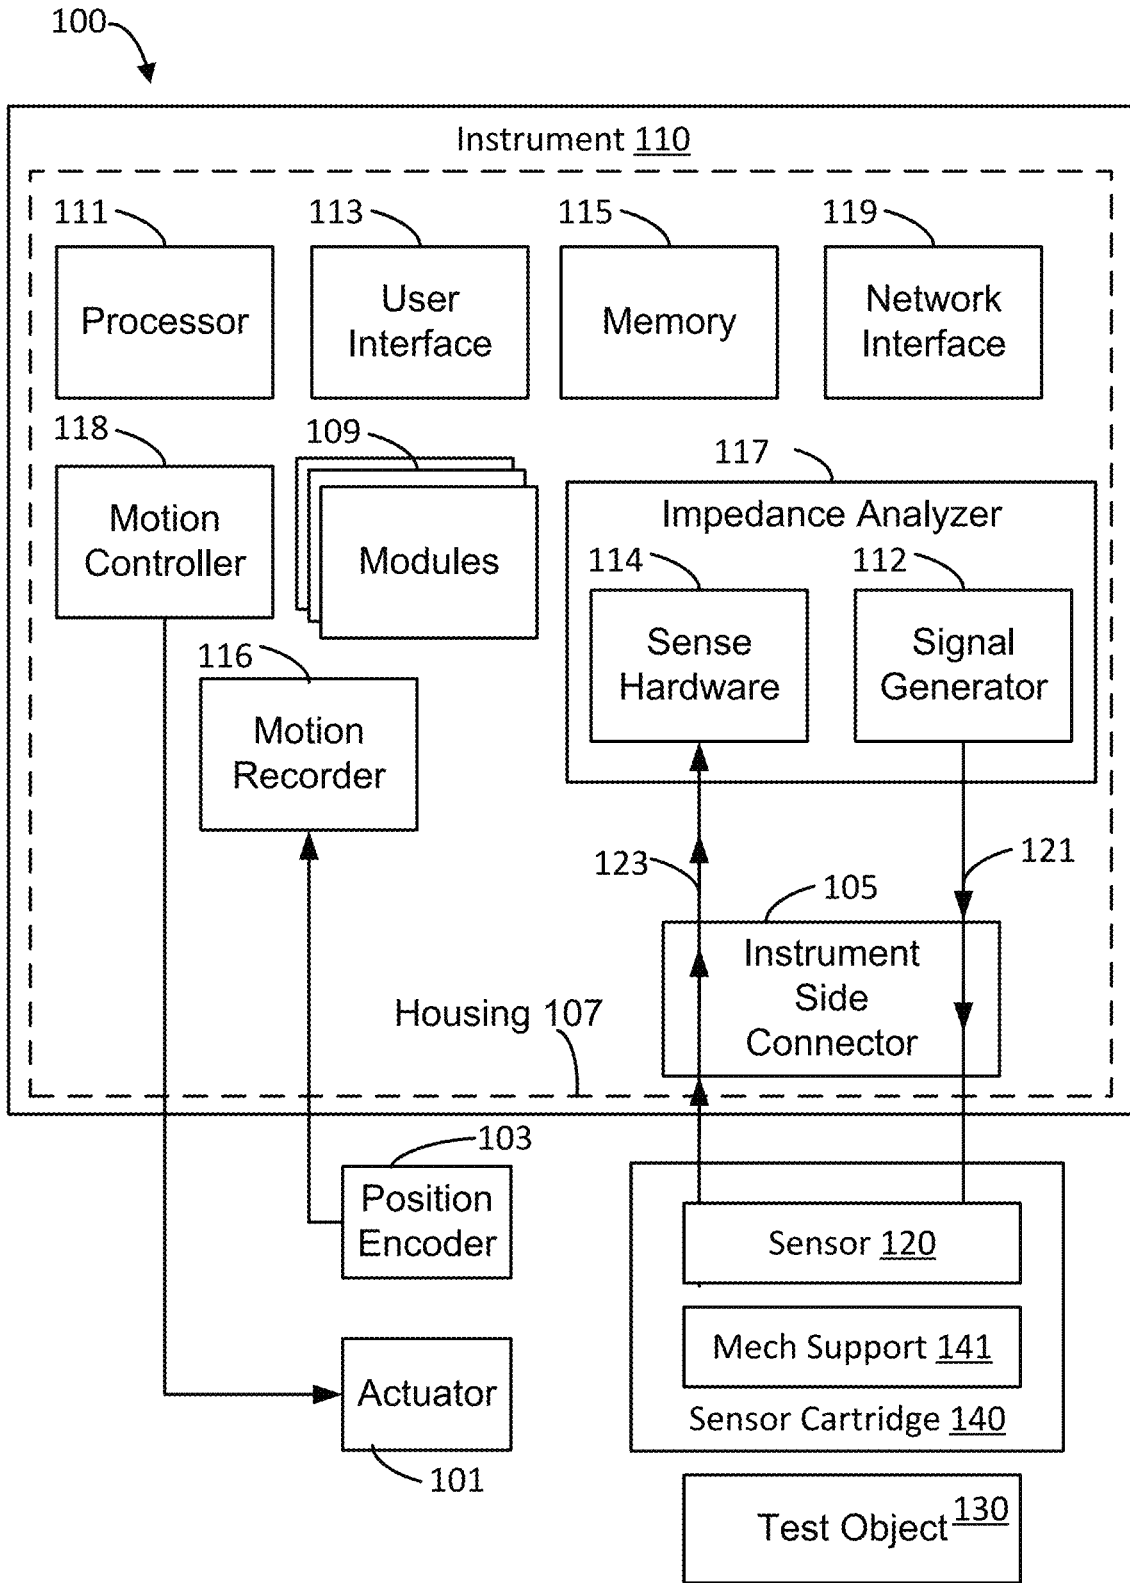 100
Instrument 110
111
113
115
119
Processor
User
Interface
Memory
Network
Interface
118
109
117
Motion
Controller
Modules
Impedance Analyzer
114
112
Sense
Hardware
Signal
Generator
116
Motion
Recorder
123
121
105
Instrument
Side
Connector
Housing 107
103
Position
Encoder
Sensor 120
Mech Support 141
Sensor Cartridge 140
Actuator
101
Test Object 130